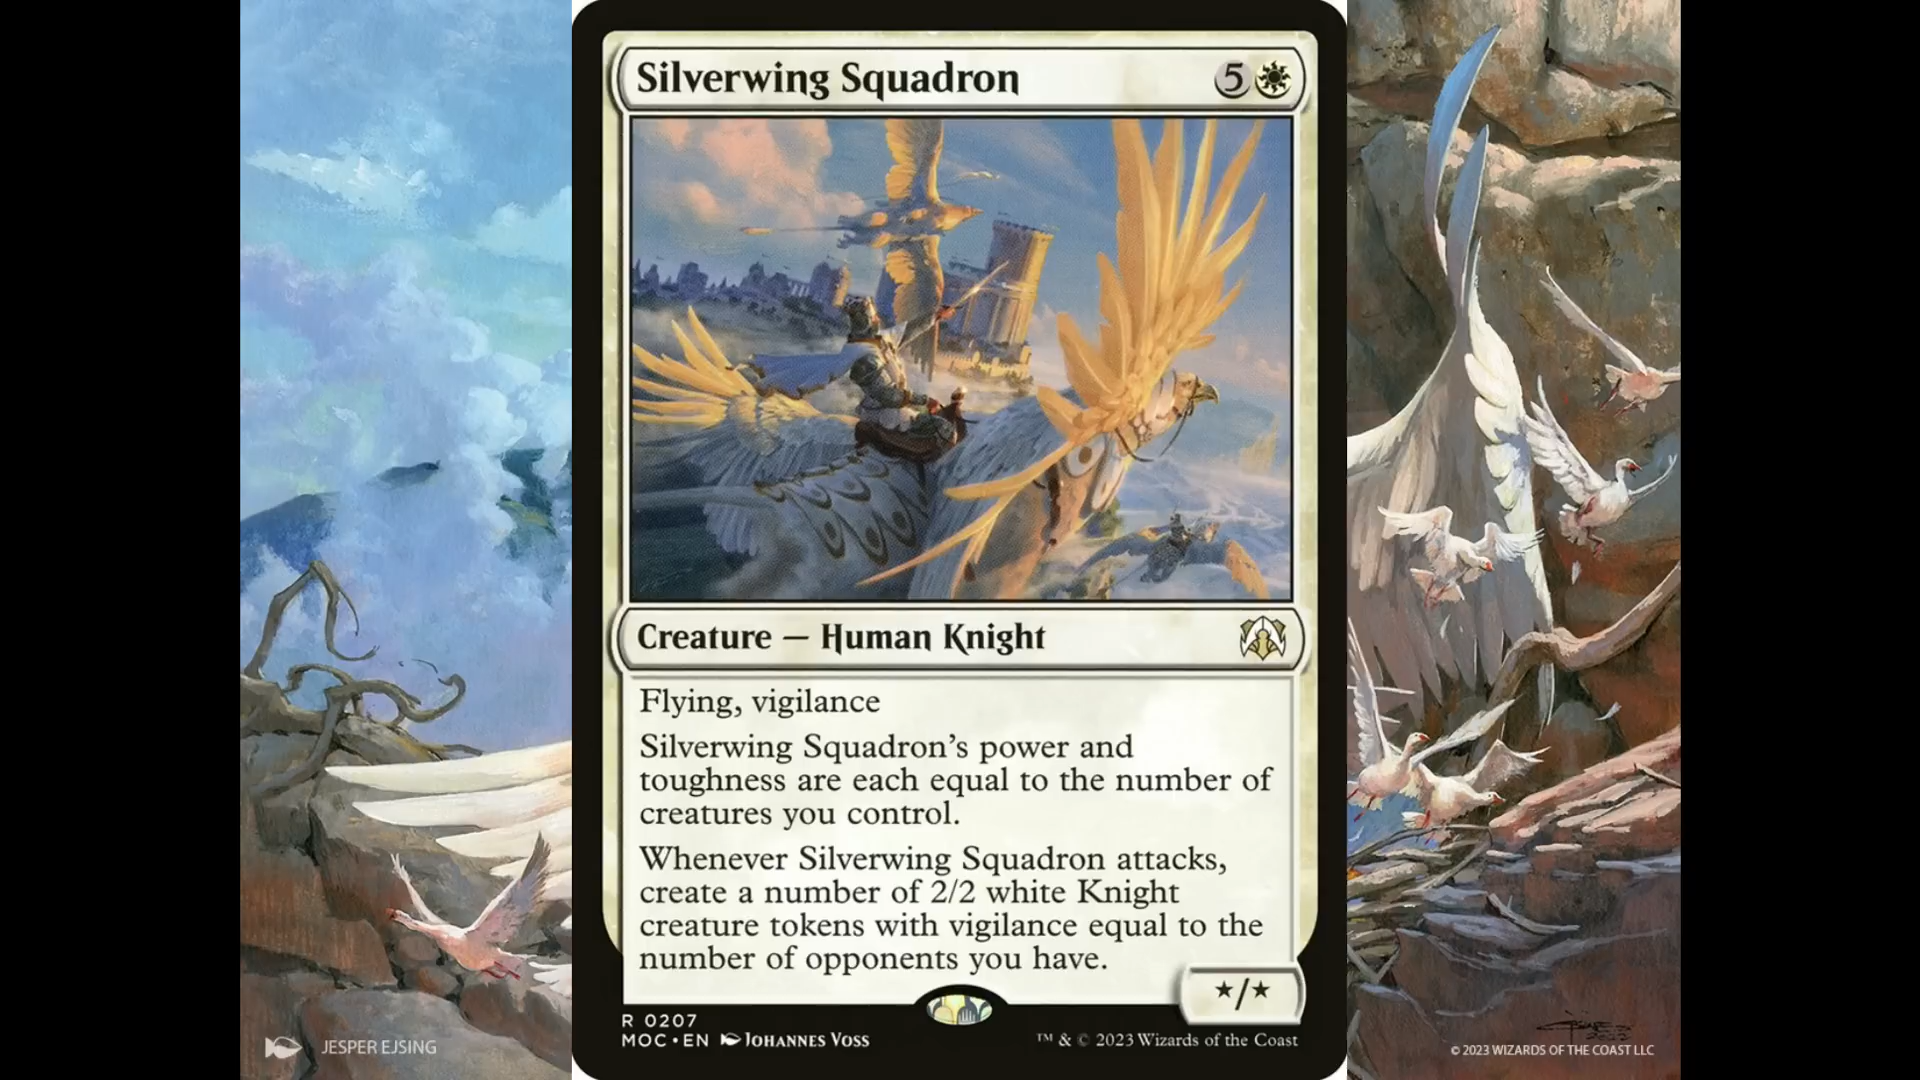 Silverwing Squadron 5
Creature — Human Knight
Flying, vigilance
Silverwing Squadron's power and
toughness are each equal to the number of
creatures you control.
Whenever Silverwing Squadron attacks,
create a number of 2/2 white Knight
creature tokens with vigilance equal to the
number of opponents you have.
★/★
R 0207
MOC • EN JOHANNES VOSS
™ & © 2023 Wizards of the Coast
JESPER EJSING
© 2023 WIZARDS OF THE COAST LLC